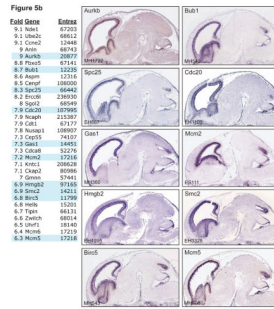 Figure 5b
Fold Gene Entrez
9.1 Nde1 67203
9.1 Ube2c 68612
9.1 Ccne2 12448
9 Anln 68743
9 Aurkb 20877
8.8 Fbxo5 67141
8.7 Bub1 12235
8.6 Aspm 12316
8.5 Cenpf 108000
8.3 Spc25 66442
8.2 Ercc6l 236930
8 Sgol2 68549
7.9 Cdc20 107995
7.9 Ncaph 215387
7.9 Cdt1 67177
7.8 Nusap1 108907
7.3 Cep55 74107
7.3 Gas1 14451
7.3 Cdca8 52276
7.2 Mcm2 17216
7.1 Kntc1 208628
7.1 Ckap2 80986
7 Gmnn 57441
6.9 Hmgb2 97165
6.9 Smc2 14211
6.8 Birc5 11799
6.8 Hells 15201
6.7 Tipin 66131
6.6 Zwilch 68014
6.5 Uhrf1 18140
6.4 Mcm6 17219
6.3 Mcm5 17218
Aurkb
Bub1
Spc25
Cdc20
Gas1
Mcm2
Hmgb2
Smc2
Birc5
Mcm5